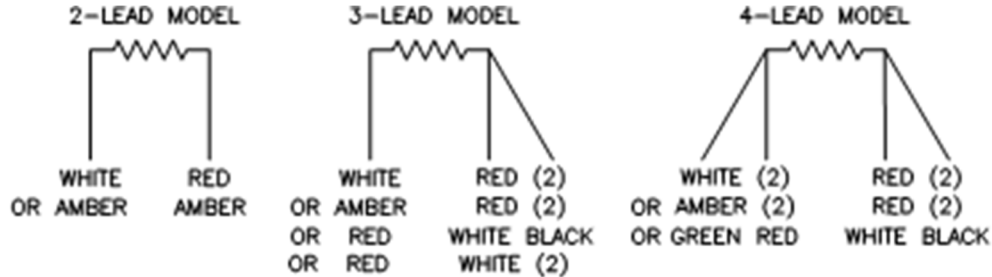 2-LEAD MODEL 3-LEAD MODEL 4-LEAD MODEL
WHITE RED WHITE RED (2) WHITE (2) RED (2)
OR AMBER AMBER OR AMBER RED (2) OR AMBER (2) RED (2)
OR RED WHITE BLACK OR GREEN RED WHITE BLACK
OR RED WHITE (2)